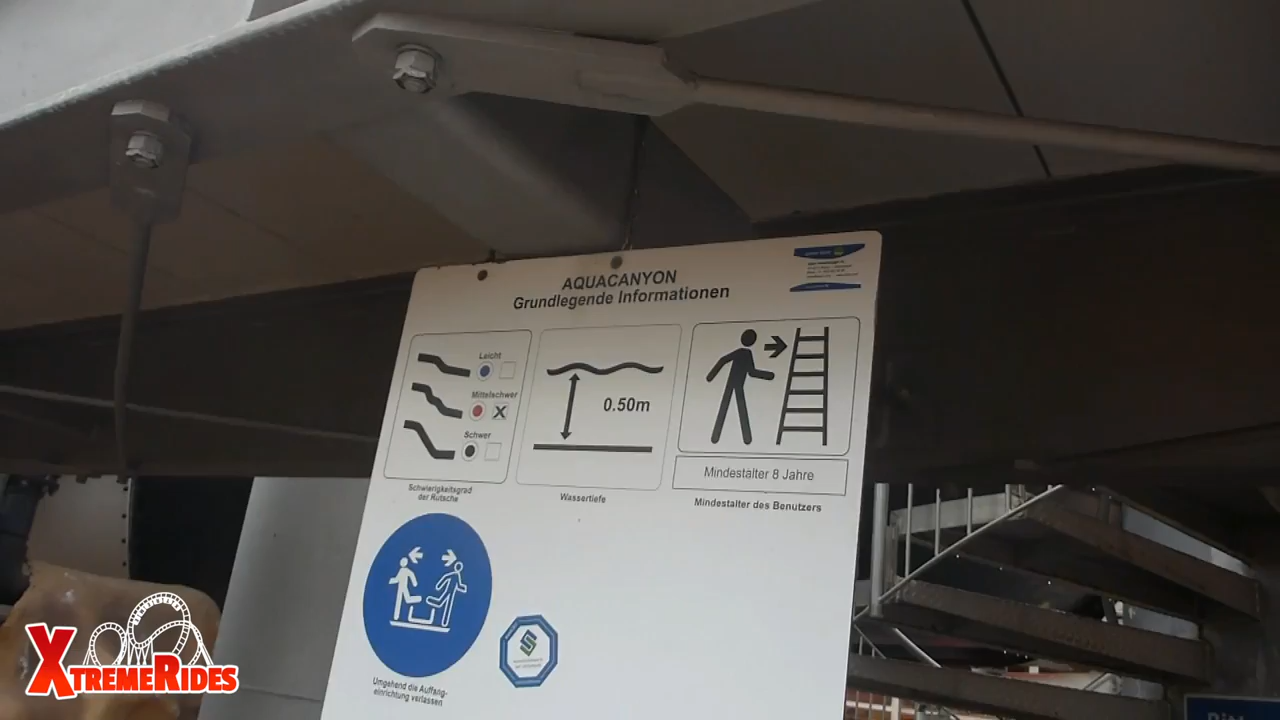 AQUACANYON
Grundlegende Informationen
Leicht
Mittelschwer
X
Schwer
0.50m
Mindestalter 8 Jahre
Schwierigkeitsgrad
der Rutsche
Wassertiefe
Mindestalter des Benutzers
Umgehend die Auffang-
einrichtung verlassen
XTREMERIDES